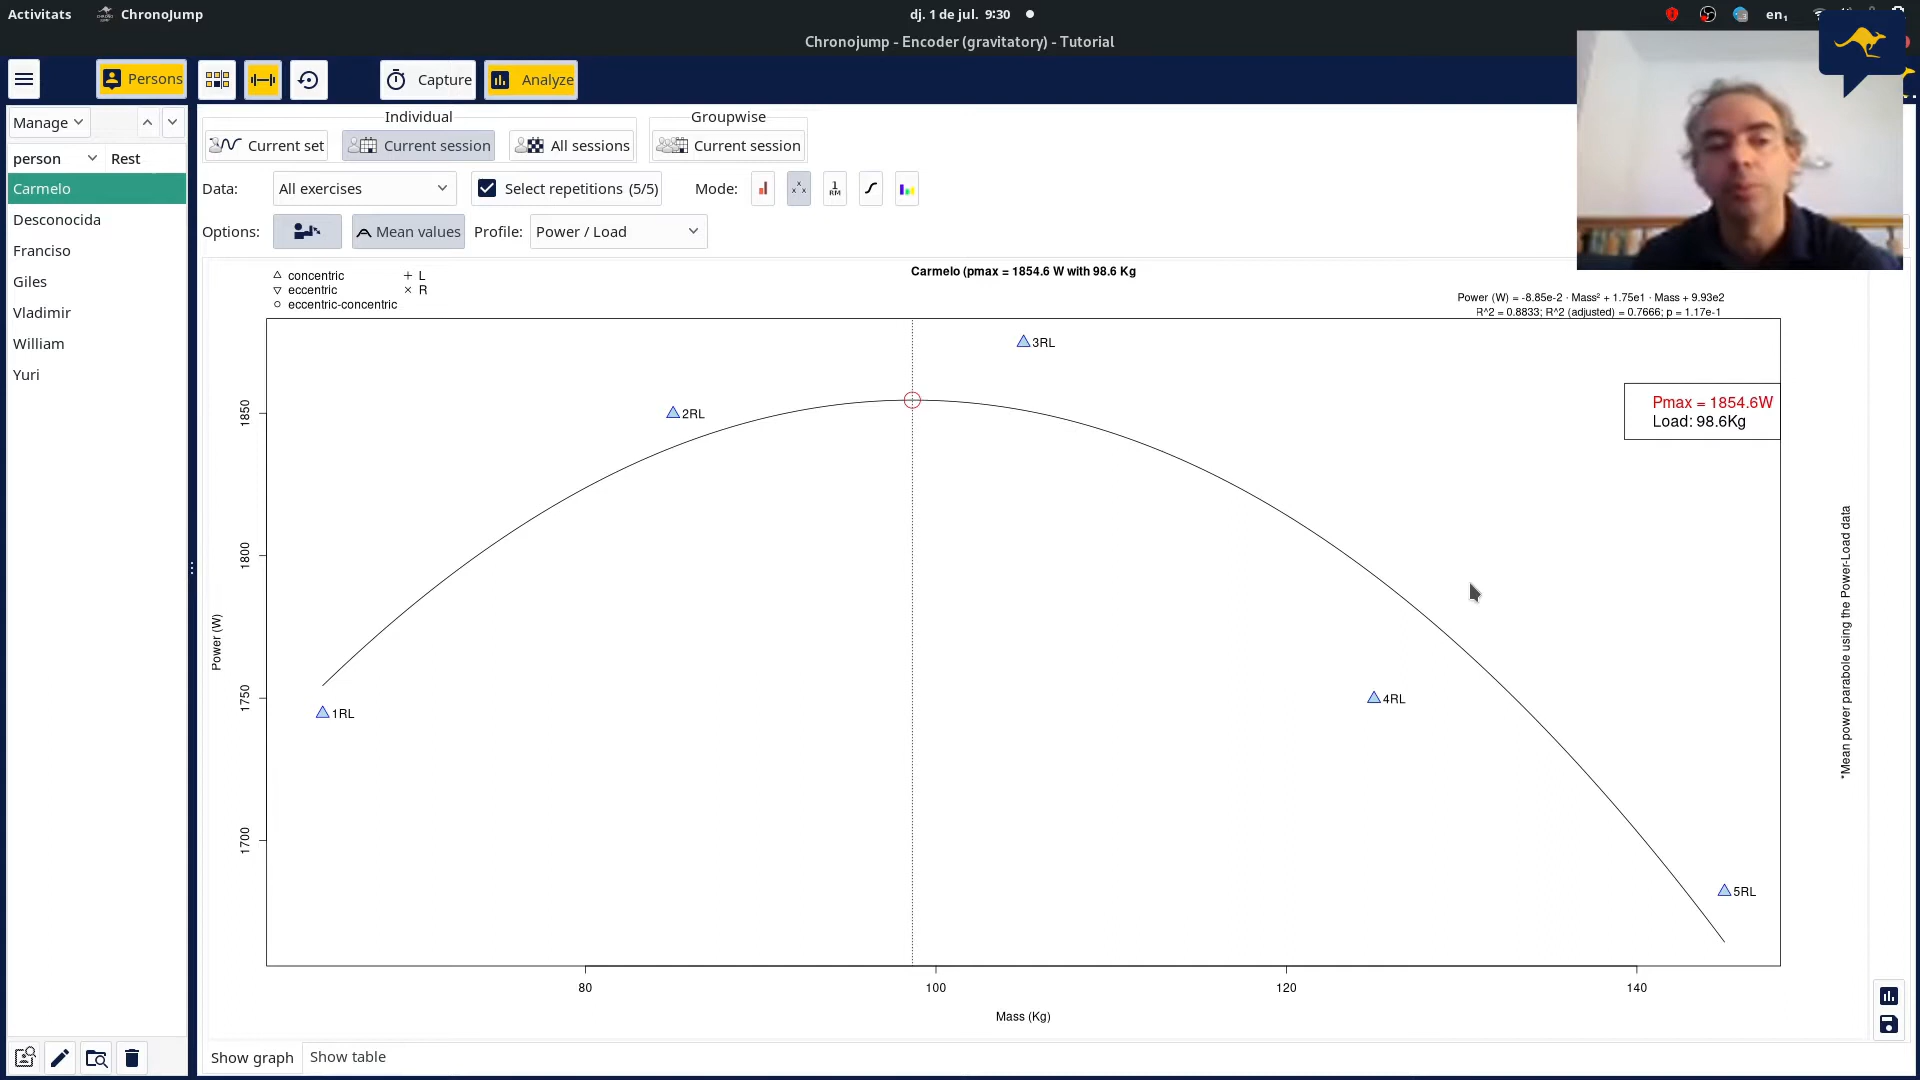 Activitats
ChronoJump
dj. 1 de jul. 9:30
en₁
Chronojump - Encoder (gravitatory) - Tutorial
Persons
Capture
Analyze
Manage
person
Rest
Carmelo
Desconocida
Franciso
Giles
Vladimir
William
Yuri
Individual
Groupwise
Current set
Current session
All sessions
Current session
Data:
All exercises
Select repetitions (5/5)
Mode:
1
RM
Options:
Mean values
Profile:
Power / Load
concentric
eccentric
eccentric-concentric
L
R
Carmelo (pmax = 1854.6 W with 98.6 Kg
Power (W) = -8.85e-2 · Mass² + 1.75e1 · Mass + 9.93e2
R^2 = 0.8833; R^2 (adjusted) = 0.7666; p = 1.17e-1
3RL
2RL
Pmax = 1854.6W
Load: 98.6Kg
1RL
4RL
5RL
1850
1800
1750
1700
Power (W)
80
100
120
140
Mass (Kg)
*Mean power parabole using the Power-Load data
Show graph
Show table